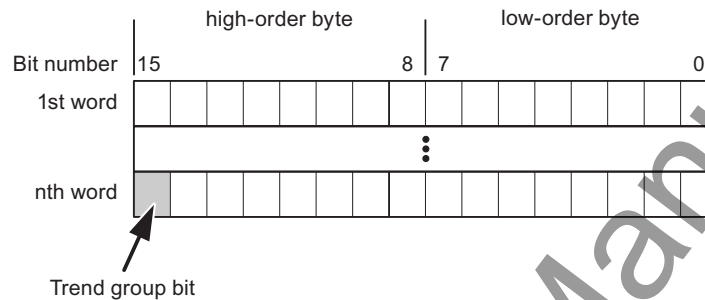 high-order byte low-order byte
Bit number 15 8 7 0
1st word
nth word
Trend group bit